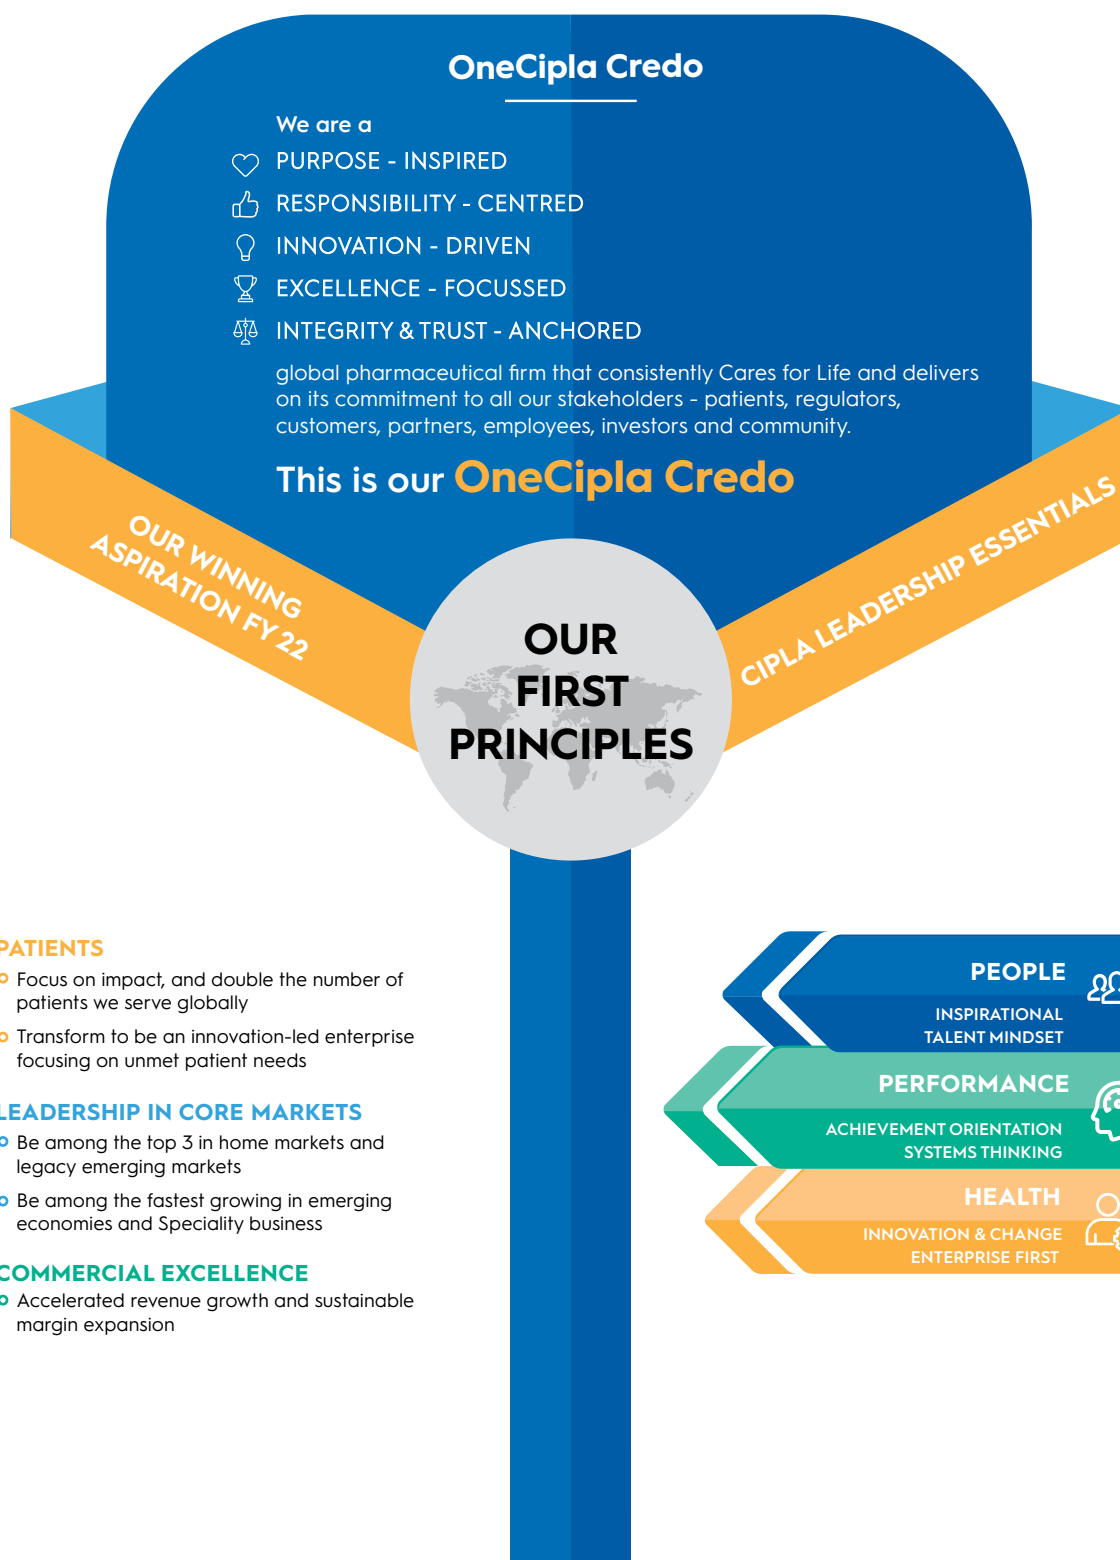 OneCipla Credo
We are a
PURPOSE - INSPIRED
RESPONSIBILITY - CENTRED
INNOVATION - DRIVEN
EXCELLENCE - FOCUSSED
INTEGRITY & TRUST - ANCHORED
global pharmaceutical firm that consistently Cares for Life and delivers
on its commitment to all our stakeholders - patients, regulators,
customers, partners, employees, investors and community.
This is our OneCipla Credo
OUR WINNING
ASPIRATION FY 22
CIPLA LEADERSHIP ESSENTIALS
OUR
FIRST
PRINCIPLES
PATIENTS
Focus on impact, and double the number of
patients we serve globally
Transform to be an innovation-led enterprise
focusing on unmet patient needs
LEADERSHIP IN CORE MARKETS
Be among the top 3 in home markets and
legacy emerging markets
Be among the fastest growing in emerging
economies and Speciality business
COMMERCIAL EXCELLENCE
Accelerated revenue growth and sustainable
margin expansion
PEOPLE
INSPIRATIONAL
TALENT MINDSET
PERFORMANCE
ACHIEVEMENT ORIENTATION
SYSTEMS THINKING
HEALTH
INNOVATION & CHANGE
ENTERPRISE FIRST